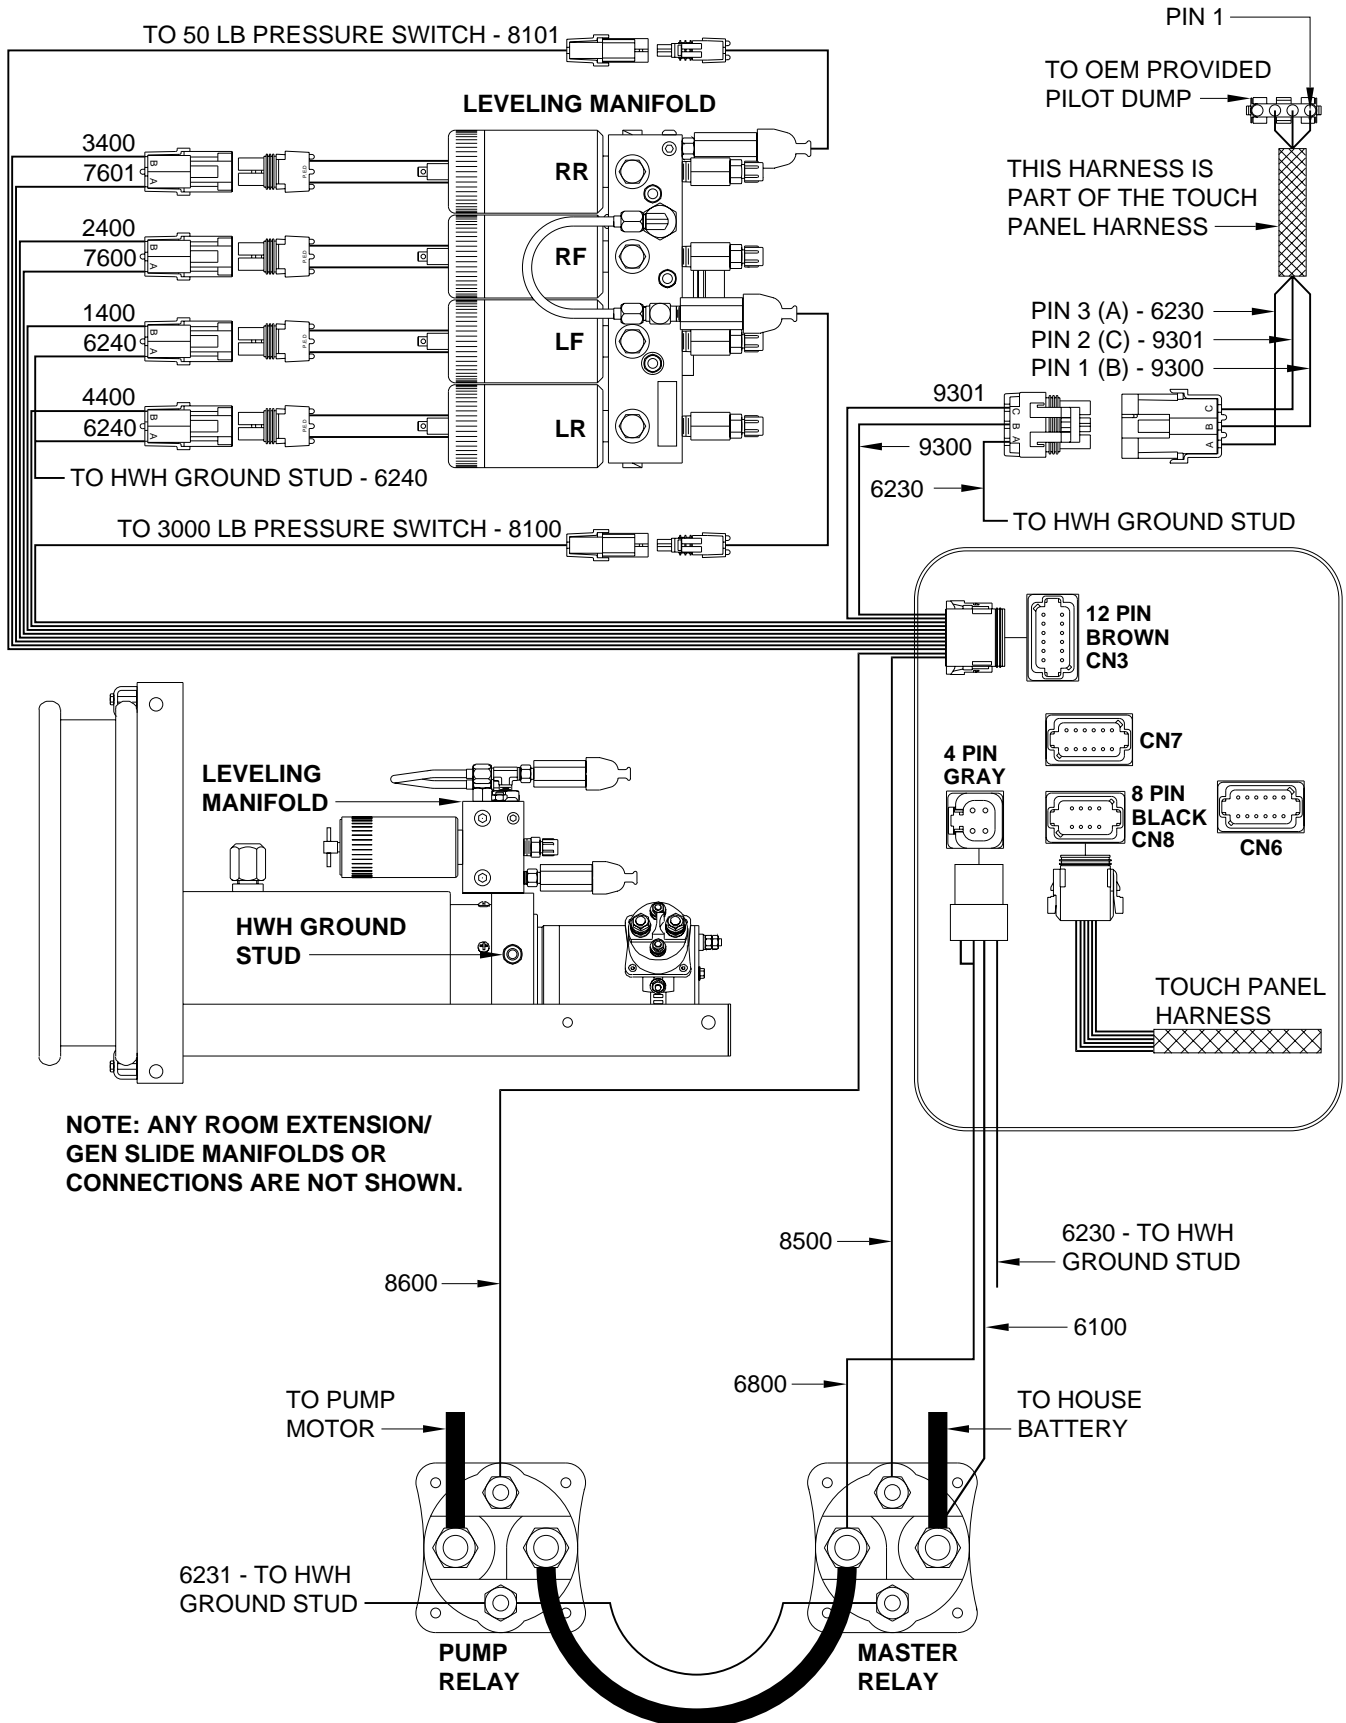 PIN 1
TO 50 LB PRESSURE SWITCH - 8101
TO OEM PROVIDED
PILOT DUMP
LEVELING MANIFOLD
3400
7601
B
A
P.E.D.
RR
THIS HARNESS IS
PART OF THE TOUCH
PANEL HARNESS
2400
7600
B
A
P.E.D.
RF
1400
6240
B
A
P.E.D.
LF
PIN 3 (A) - 6230
PIN 2 (C) - 9301
PIN 1 (B) - 9300
4400
6240
B
A
P.E.D.
LR
9301
9300
6230
C
B
A
C
B
A
TO HWH GROUND STUD - 6240
TO HWH GROUND STUD
TO 3000 LB PRESSURE SWITCH - 8100
12 PIN
BROWN
CN3
CN7
4 PIN
GRAY
8 PIN
BLACK
CN8
CN6
LEVELING
MANIFOLD
HWH GROUND
STUD
TOUCH PANEL
HARNESS
NOTE: ANY ROOM EXTENSION/
GEN SLIDE MANIFOLDS OR
CONNECTIONS ARE NOT SHOWN.
8500
6230 - TO HWH
GROUND STUD
8600
6100
6800
TO PUMP
MOTOR
TO HOUSE
BATTERY
6231 - TO HWH
GROUND STUD
PUMP
RELAY
MASTER
RELAY